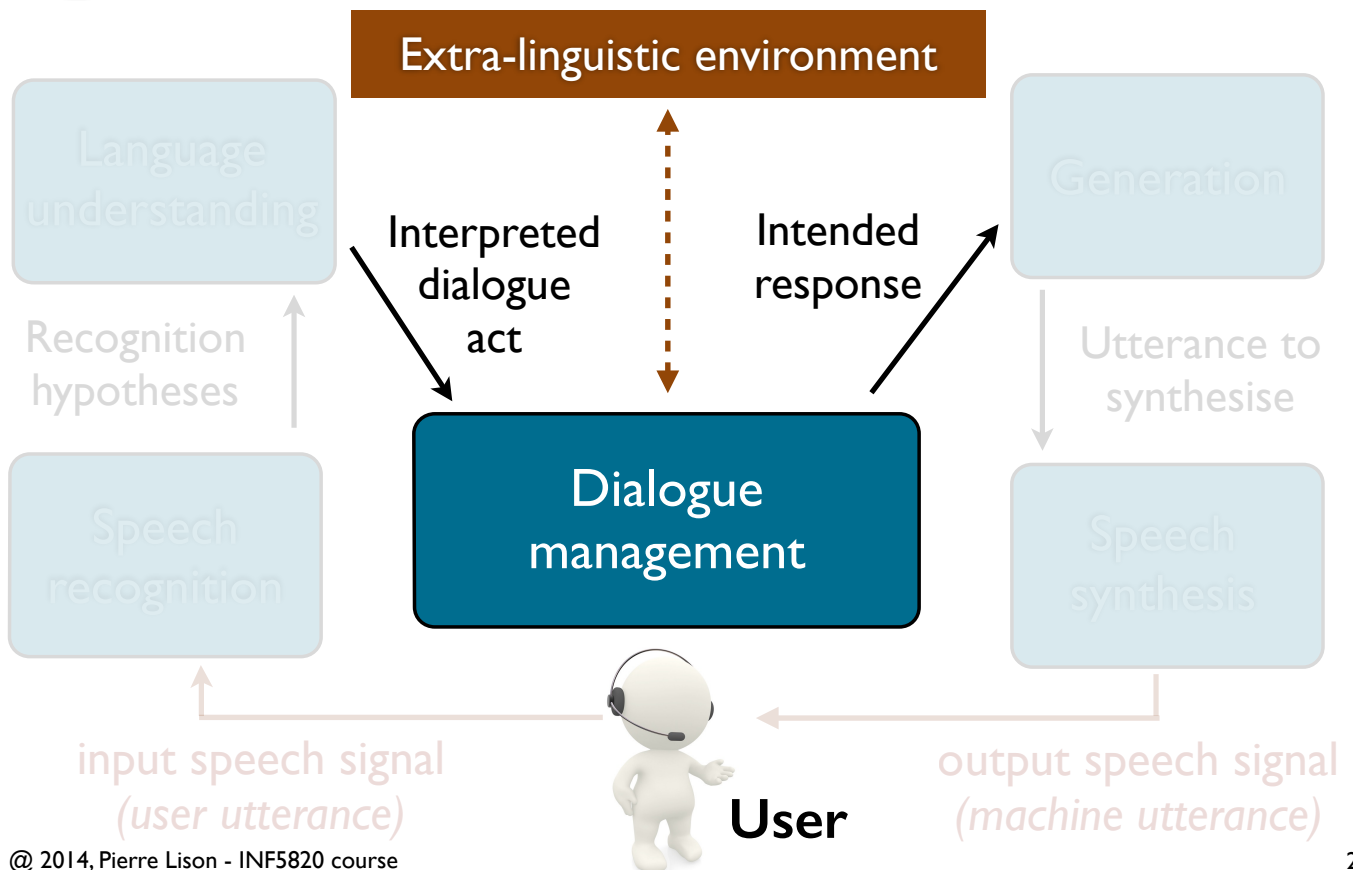 Extra-linguistic environment
Language
understanding
Generation
Interpreted
dialogue
act
Intended
response
Recognition
hypotheses
Utterance to
synthesise
Dialogue
management
Speech
recognition
Speech
synthesis
input speech signal
(user utterance)
User
output speech signal
(machine utterance)
@ 2014, Pierre Lison - INF5820 course
2